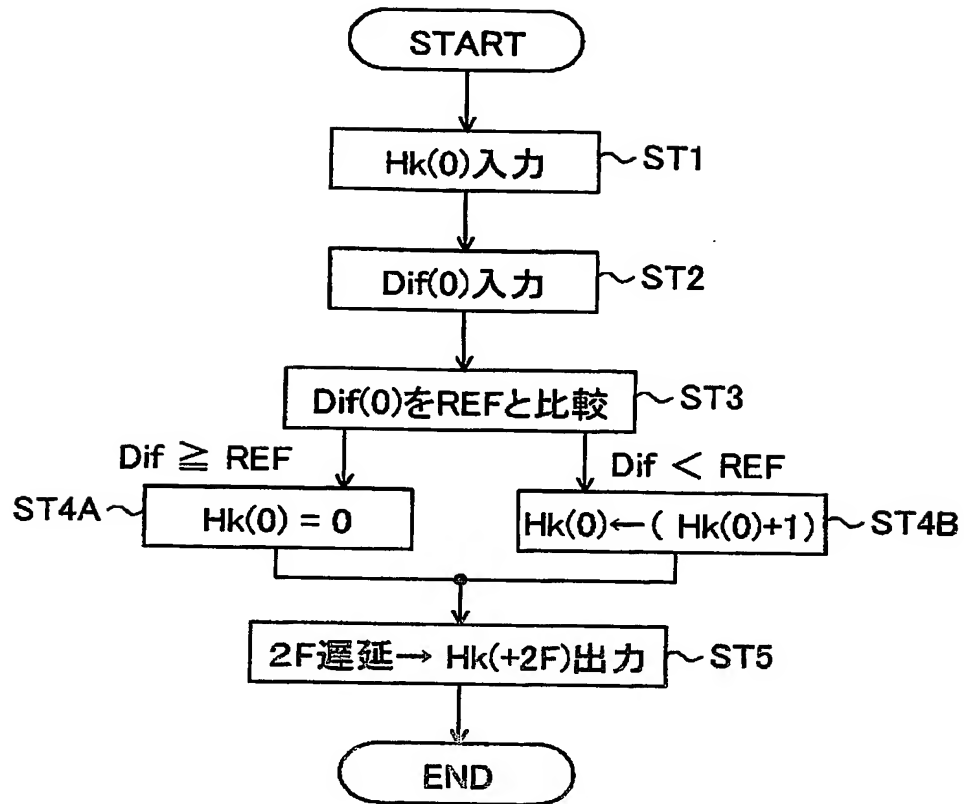 START
Hk(0)入力
ST1
Dif(0)入力
ST2
Dif(0)をREFと比較
ST3
Dif ≧ REF
Dif < REF
ST4A
Hk(0) = 0
Hk(0)←( Hk(0)+1)
ST4B
2F遅延→ Hk(+2F)出力
ST5
END